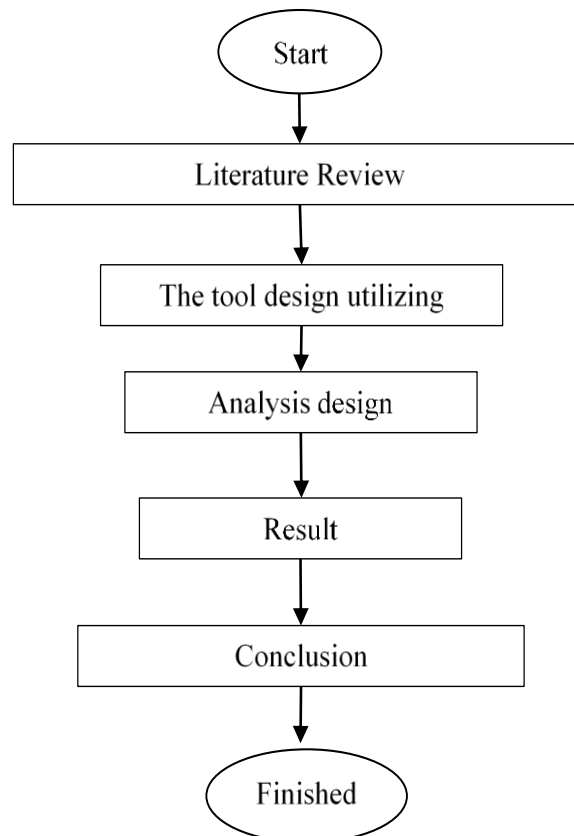 Start
Literature Review
The tool design utilizing
Analysis design
Result
Conclusion
Finished